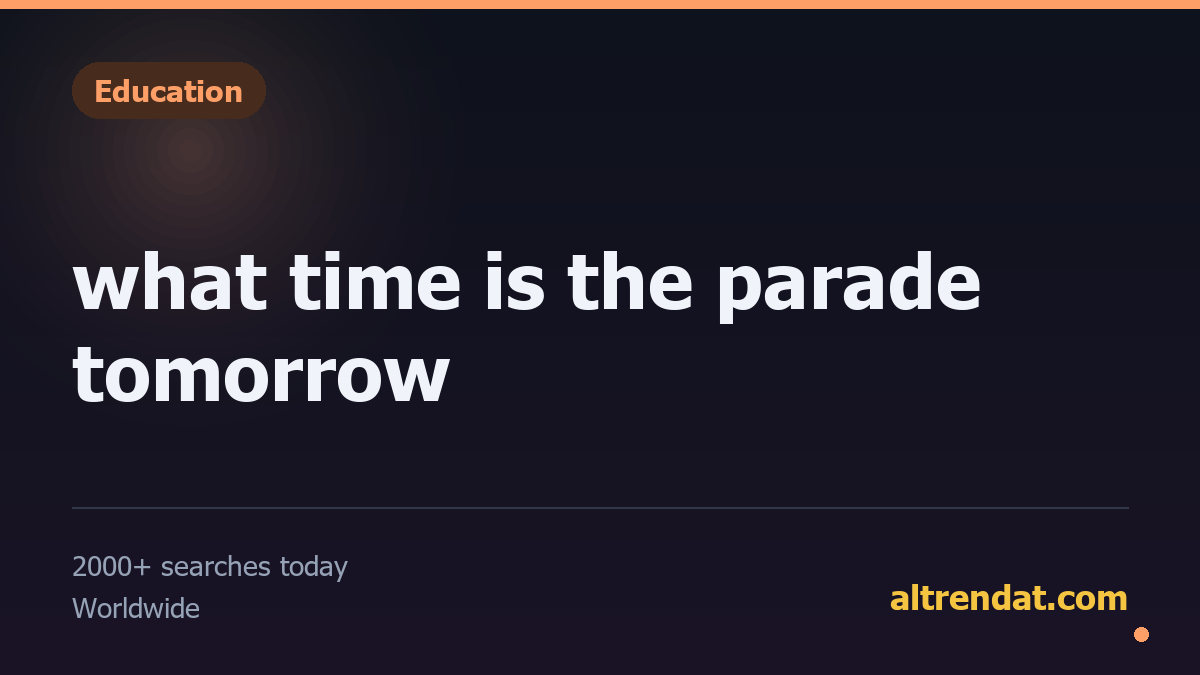 Education
what time is the parade
tomorrow
2000+ searches today
Worldwide
altrendat.com